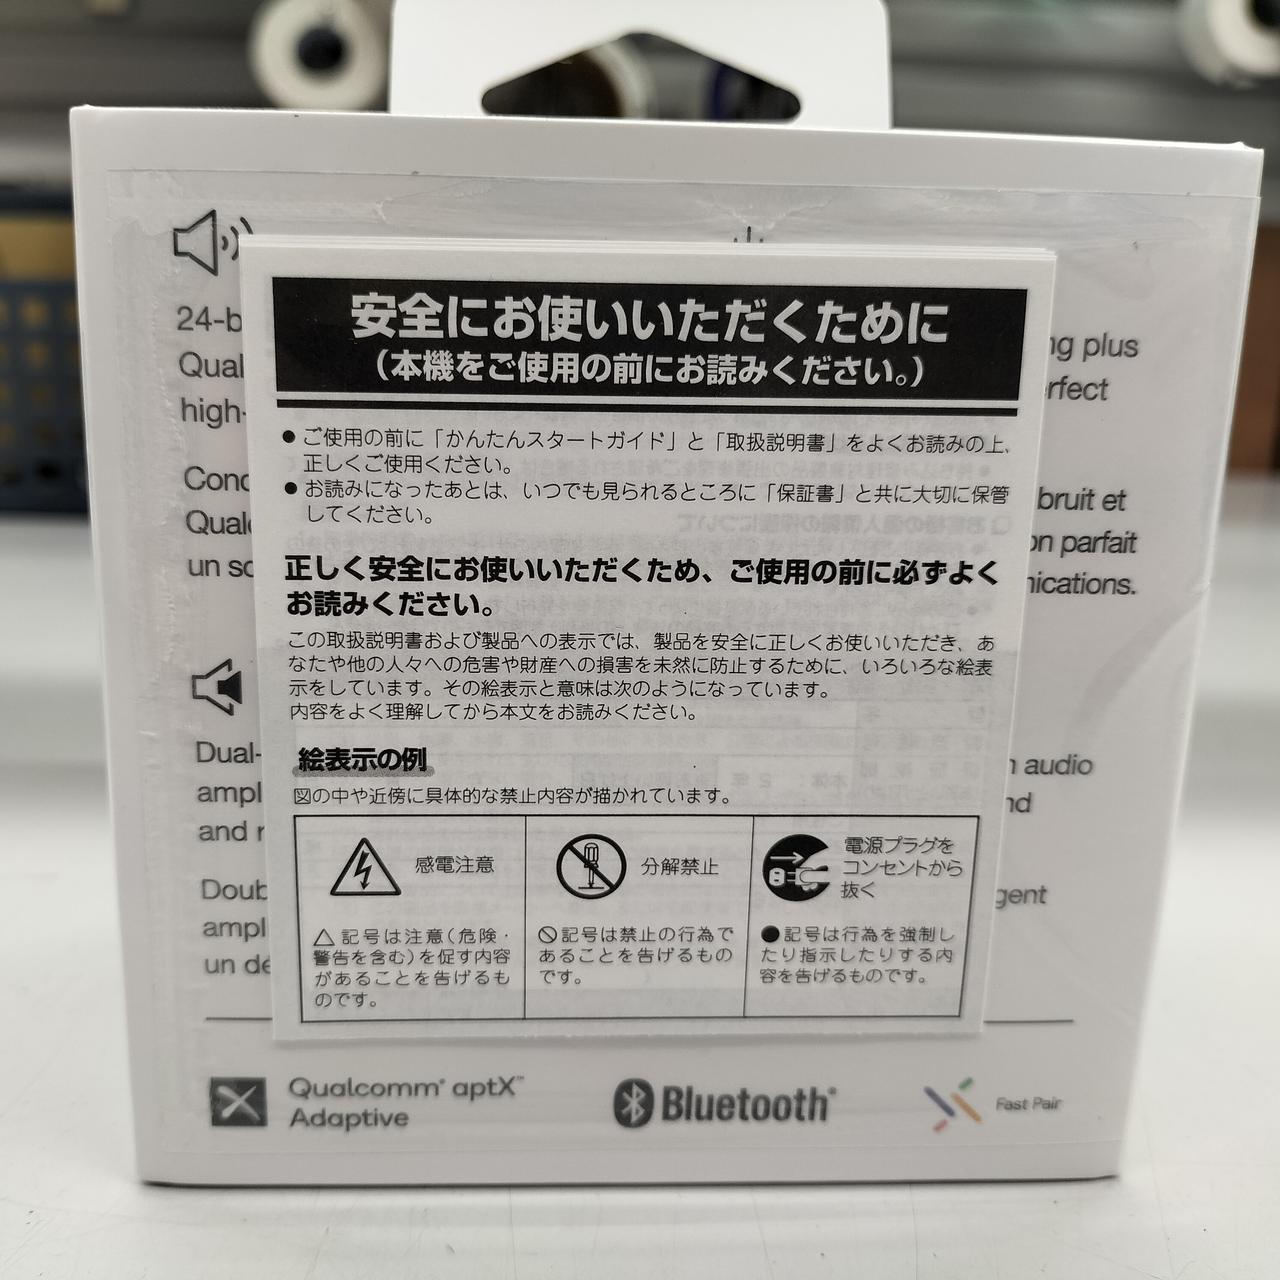 安全にお使いいただくために
(本機をご使用の前にお読みください。)
● ご使用の前に「かんたんスタートガイド」と「取扱説明書」をよくお読みの上、
正しくご使用ください。
● お読みになったあとは、いつでも見られるところに「保証書」と共に大切に保管
してください。
正しく安全にお使いいただくため、ご使用の前に必ずよく
お読みください。
この取扱説明書および製品への表示では、製品を安全に正しくお使いいただき、あ
なたや他の人々への危害や財産への損害を未然に防止するために、いろいろな絵表
示をしています。その絵表示と意味は次のようになっています。
内容をよく理解してから本文をお読みください。
絵表示の例
図の中や近傍に具体的な禁止内容が描かれています。
感電注意
△記号は注意(危険・
警告を含む)を促す内容
があることを告げるも
のです。
分解禁止
記号は禁止の行為で
あることを告げるもの
です。
電源プラグを
コンセントから
抜く
●記号は行為を強制し
たり指示したりする内
容を告げるものです。
24-b
Qual
high-
Conc
Qual
un so
ng plus
rfect
bruit et
on parfait
nications.
Dual-
ampl
and r
Doub
ampl
un dé
n audio
nd
gent
Qualcomm® aptX™
Adaptive
Bluetooth®
Fast Pair